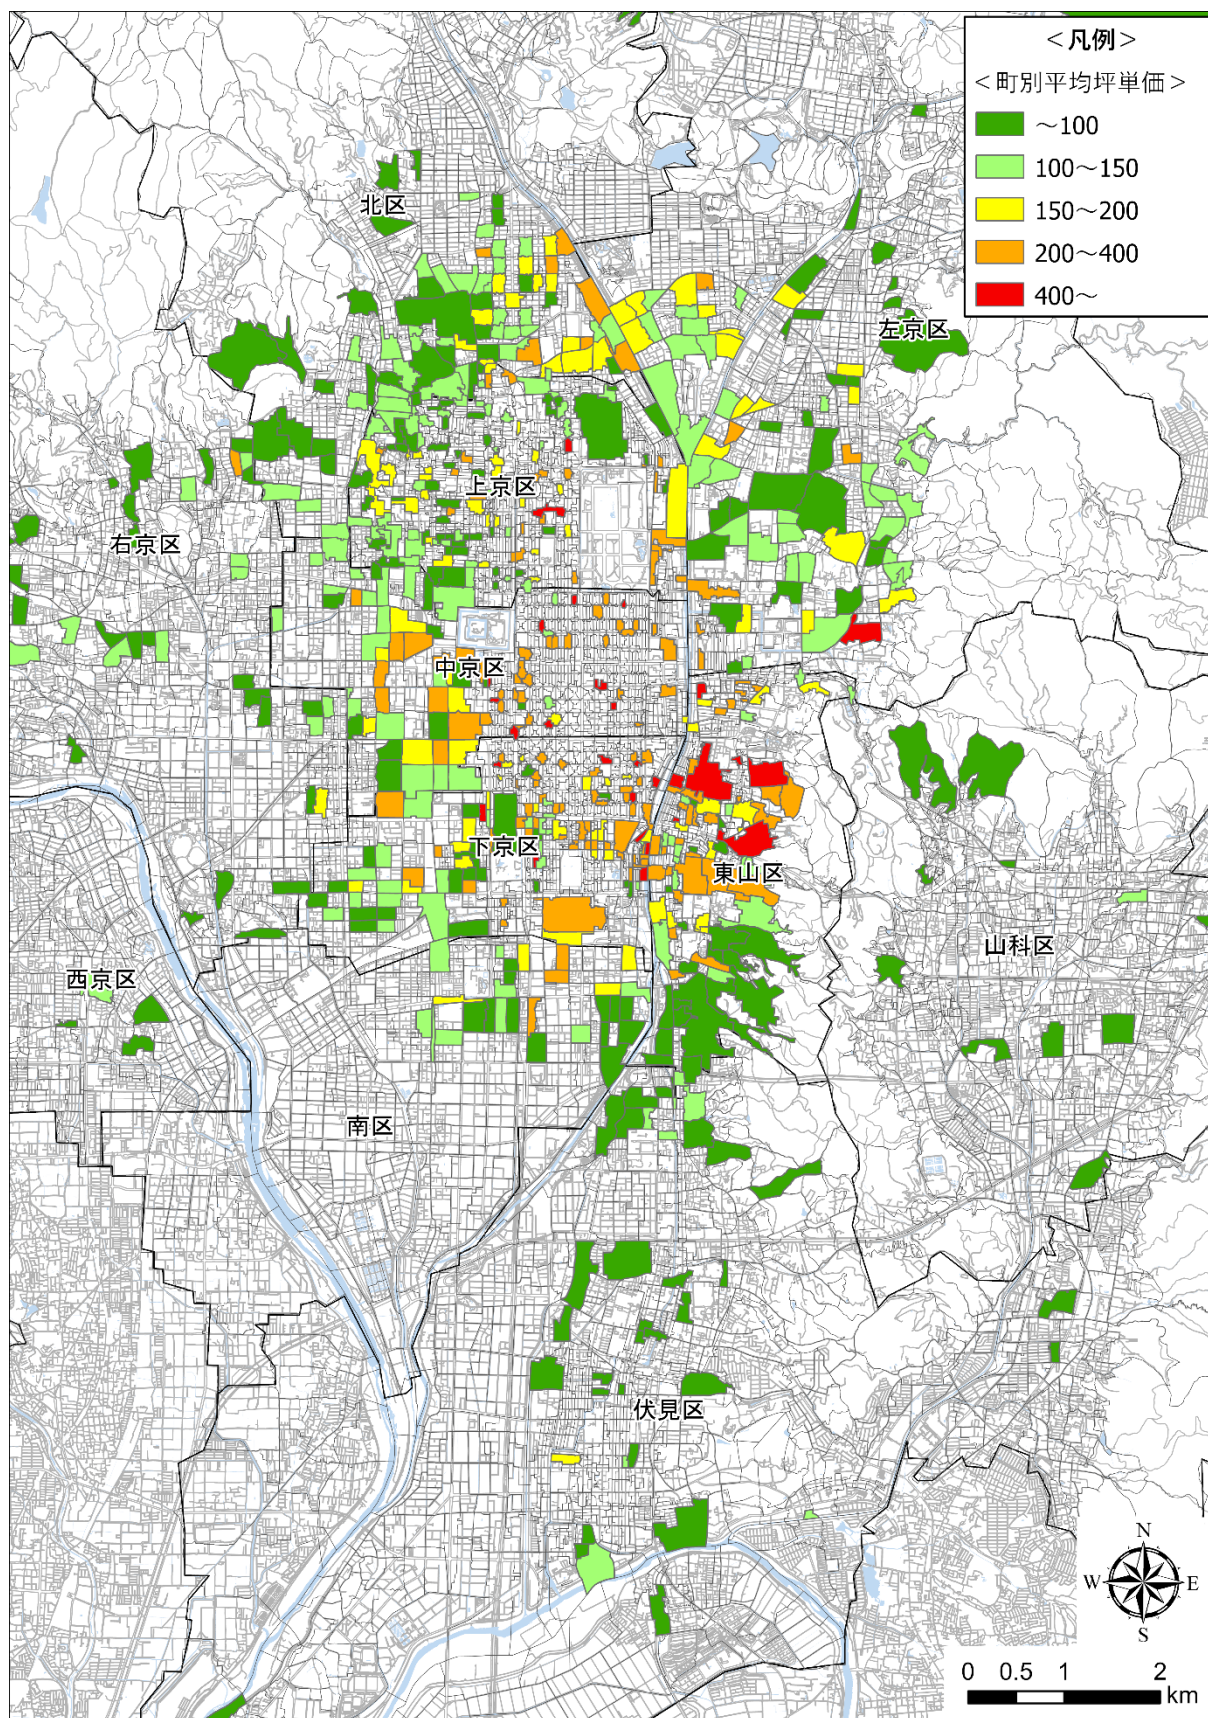 ＜凡例＞
＜町別平均坪単価＞
～100
100～150
150～200
200～400
400～
北区
左京区
上京区
右京区
中京区
下京区
東山区
山科区
西京区
南区
伏見区
N
W
E
S
0 0.5 1 2
km